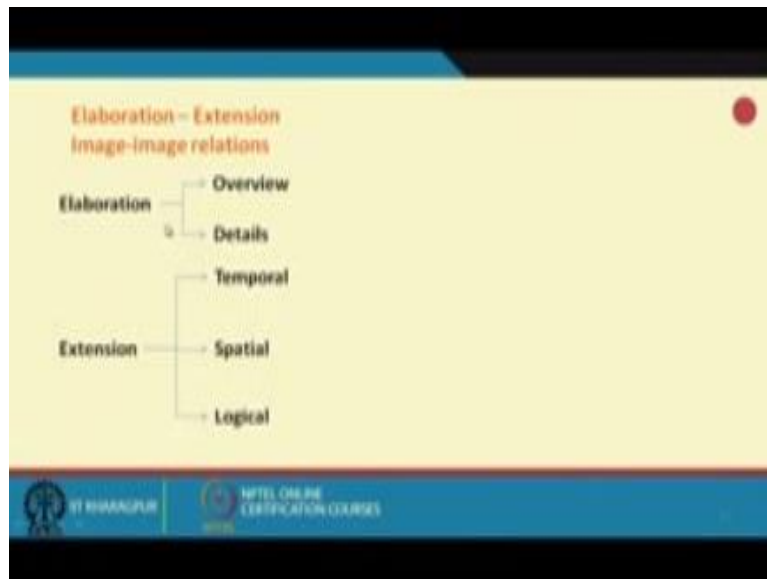 Elaboration – Extension
Image-image relations
Elaboration
Overview
Details
Extension
Temporal
Spatial
Logical
IIT KHARAGPUR
NPTEL ONLINE
CERTIFICATION COURSES